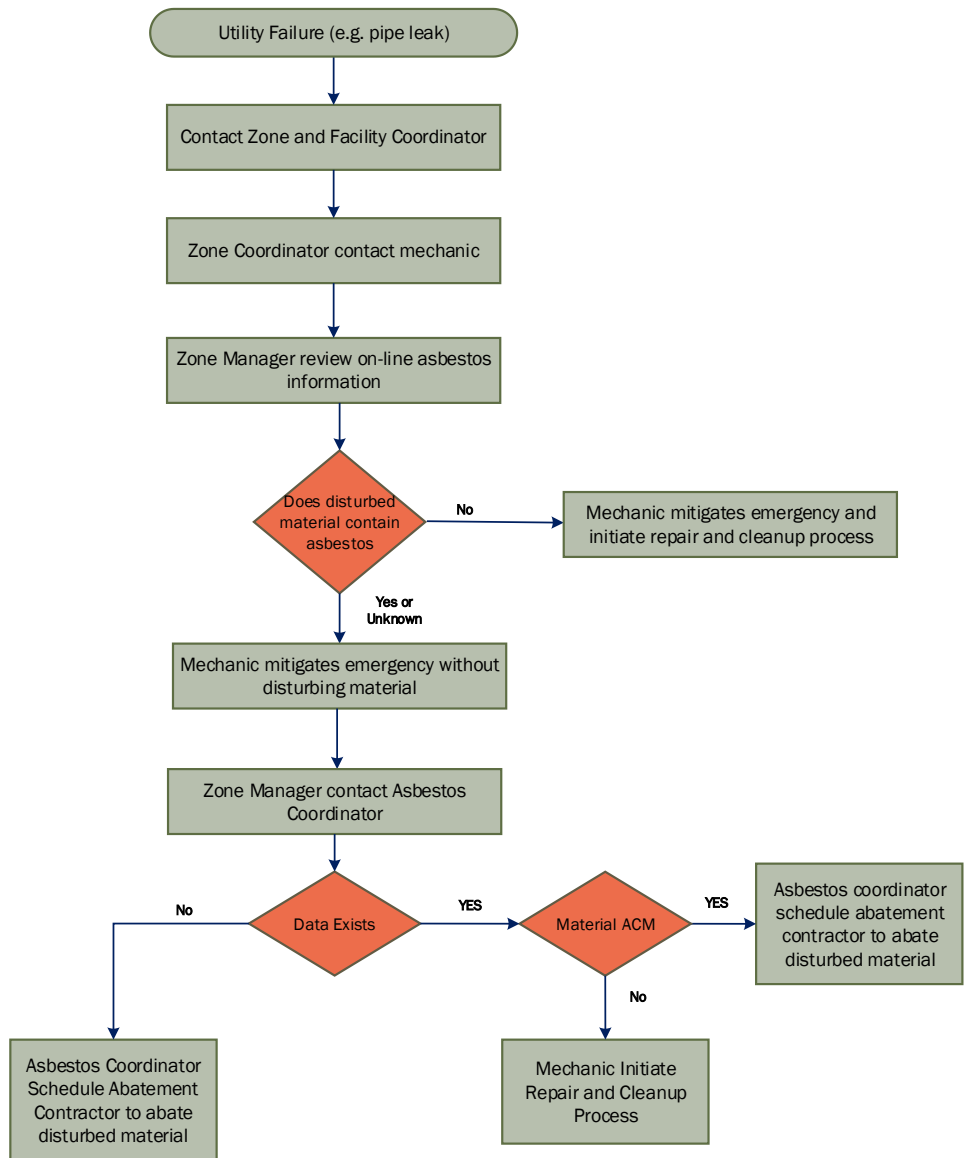 Utility Failure (e.g. pipe leak)
Contact Zone and Facility Coordinator
Zone Coordinator contact mechanic
Zone Manager review on-line asbestos
information
Does disturbed
material contain
asbestos
No
Mechanic mitigates emergency and
initiate repair and cleanup process
Yes or
Unknown
Mechanic mitigates emergency without
disturbing material
Zone Manager contact Asbestos
Coordinator
Data Exists
No
YES
Material ACM
YES
Asbestos coordinator
schedule abatement
contractor to abate
disturbed material
No
Asbestos Coordinator
Schedule Abatement
Contractor to abate
disturbed material
Mechanic Initiate
Repair and Cleanup
Process